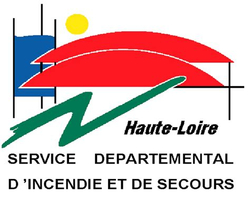 Haute-Loire
SERVICE DEPARTEMENTAL
D 'INCENDIE ET DE SECOURS